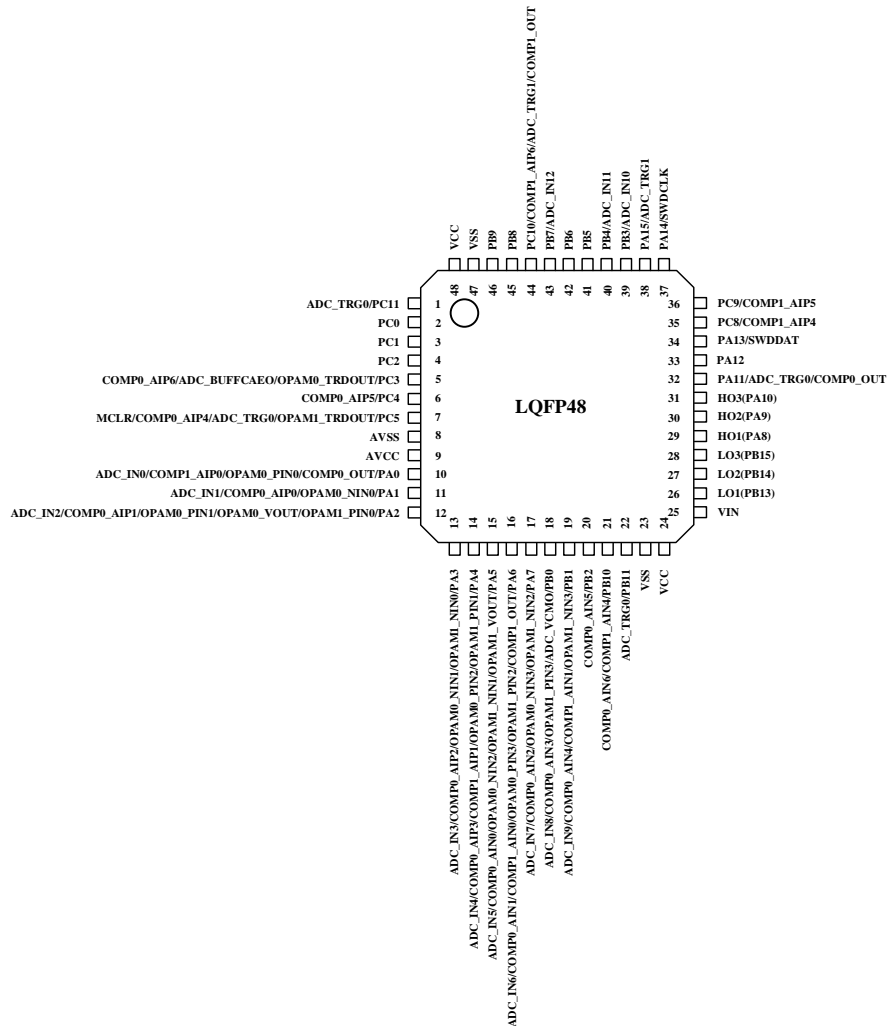 VCC
VSS
PB9
PB8
PC10/COMP1_AIP6/ADC_TRG1/COMP1_OUT
PB7/ADC_IN12
PB6
PB5
PB4/ADC_IN11
PB3/ADC_IN10
PA15/ADC_TRG1
PA14/SWDCLK
48
47
46
45
44
43
42
41
40
39
38
37
ADC_TRG0/PC11 1
PC0 2
PC1 3
PC2 4
COMP0_AIP6/ADC_BUFFCAEO/OPAM0_TRDOUT/PC3 5
COMP0_AIP5/PC4 6
MCLR/COMP0_AIP4/ADC_TRG0/OPAM1_TRDOUT/PC5 7
AVSS 8
AVCC 9
ADC_IN0/COMP1_AIP0/OPAM0_PIN0/COMP0_OUT/PA0 10
ADC_IN1/COMP0_AIP0/OPAM0_NIN0/PA1 11
ADC_IN2/COMP0_AIP1/OPAM0_PIN1/OPAM0_VOUT/OPAM1_PIN0/PA2 12
LQFP48
36 PC9/COMP1_AIP5
35 PC8/COMP1_AIP4
34 PA13/SWDDAT
33 PA12
32 PA11/ADC_TRG0/COMP0_OUT
31 HO3(PA10)
30 HO2(PA9)
29 HO1(PA8)
28 LO3(PB15)
27 LO2(PB14)
26 LO1(PB13)
25 VIN
13
14
15
16
17
18
19
20
21
22
23
24
ADC_IN3/COMP0_AIP2/OPAM0_NIN1/OPAM1_NIN0/PA3
ADC_IN4/COMP0_AIP3/COMP1_AIP1/OPAM0_PIN2/OPAM1_PIN1/PA4
ADC_IN5/COMP0_AIN0/OPAM0_NIN2/OPAM1_NIN1/OPAM1_VOUT/PA5
ADC_IN6/COMP0_AIN1/COMP1_AIN0/OPAM0_PIN3/OPAM1_PIN2/COMP1_OUT/PA6
ADC_IN7/COMP0_AIN2/OPAM0_NIN3/OPAM1_NIN2/PA7
ADC_IN8/COMP0_AIN3/OPAM1_PIN3/ADC_VCMO/PB0
ADC_IN9/COMP0_AIN4/COMP1_AIN1/OPAM1_NIN3/PB1
COMP0_AIN5/PB2
COMP0_AIN6/COMP1_AIN4/PB10
ADC_TRG0/PB11
VSS
VCC